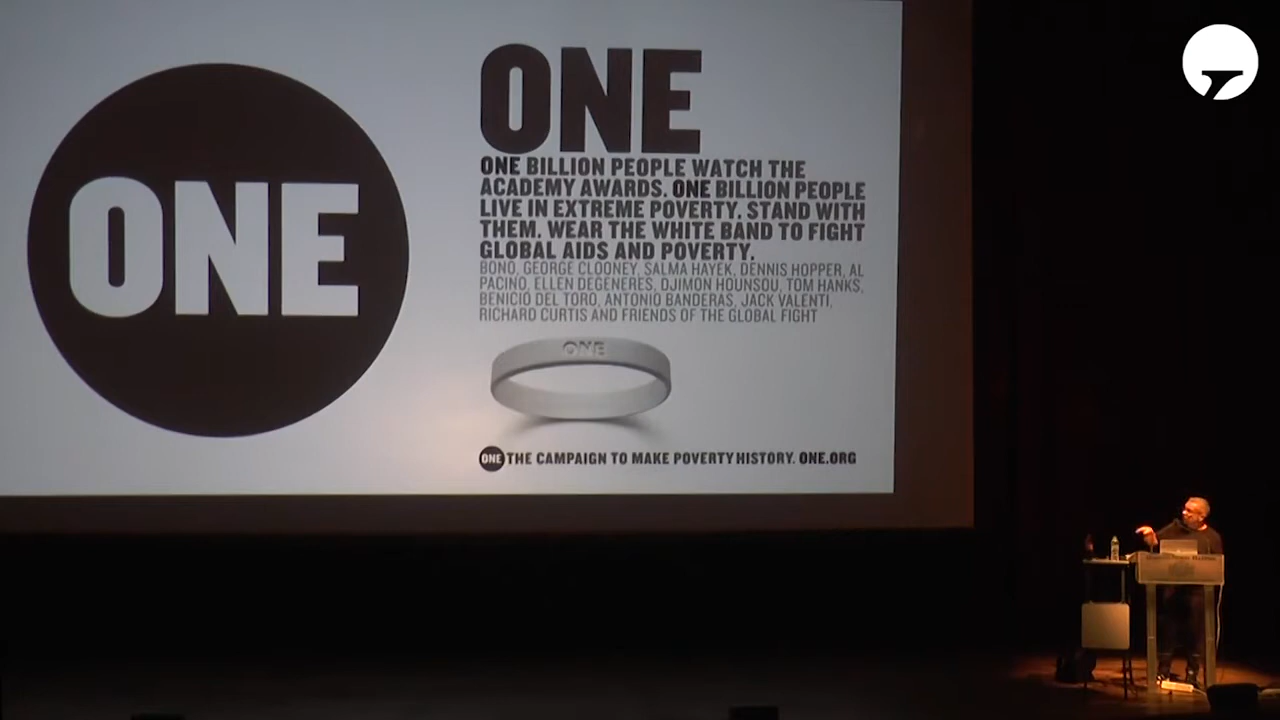 ONE
ONE
ONE BILLION PEOPLE WATCH THE
ACADEMY AWARDS. ONE BILLION PEOPLE
LIVE IN EXTREME POVERTY. STAND WITH
THEM. WEAR THE WHITE BAND TO FIGHT
GLOBAL AIDS AND POVERTY.
BONO, GEORGE CLOONEY, SALMA HAYEK, DENNIS HOPPER, AL
PACINO, ELLEN DEGENERES, DJIMON HOUNSOU, TOM HANKS,
BENICIO DEL TORO, ANTONIO BANDERAS, JACK VALENTI,
RICHARD CURTIS AND FRIENDS OF THE GLOBAL FIGHT
ONE
ONE THE CAMPAIGN TO MAKE POVERTY HISTORY. ONE.ORG